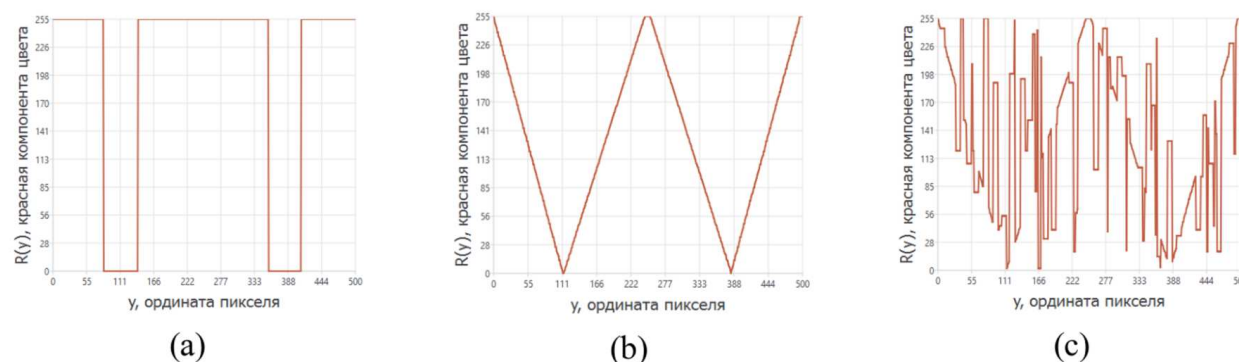 255
226
198
170
141
113
85
56
28
0
0 55 111 166 222 277 333 388 444 500
R(y), красная компонента цвета
y, ордината пикселя
(a)
255
226
198
170
141
113
85
56
28
0
0 55 111 166 222 277 333 388 444 500
R(y), красная компонента цвета
y, ордината пикселя
(b)
255
226
198
170
141
113
85
56
28
0
0 55 111 166 222 277 333 388 444
R(y), красная компонента цвета
y, ордината пикселя
(c)